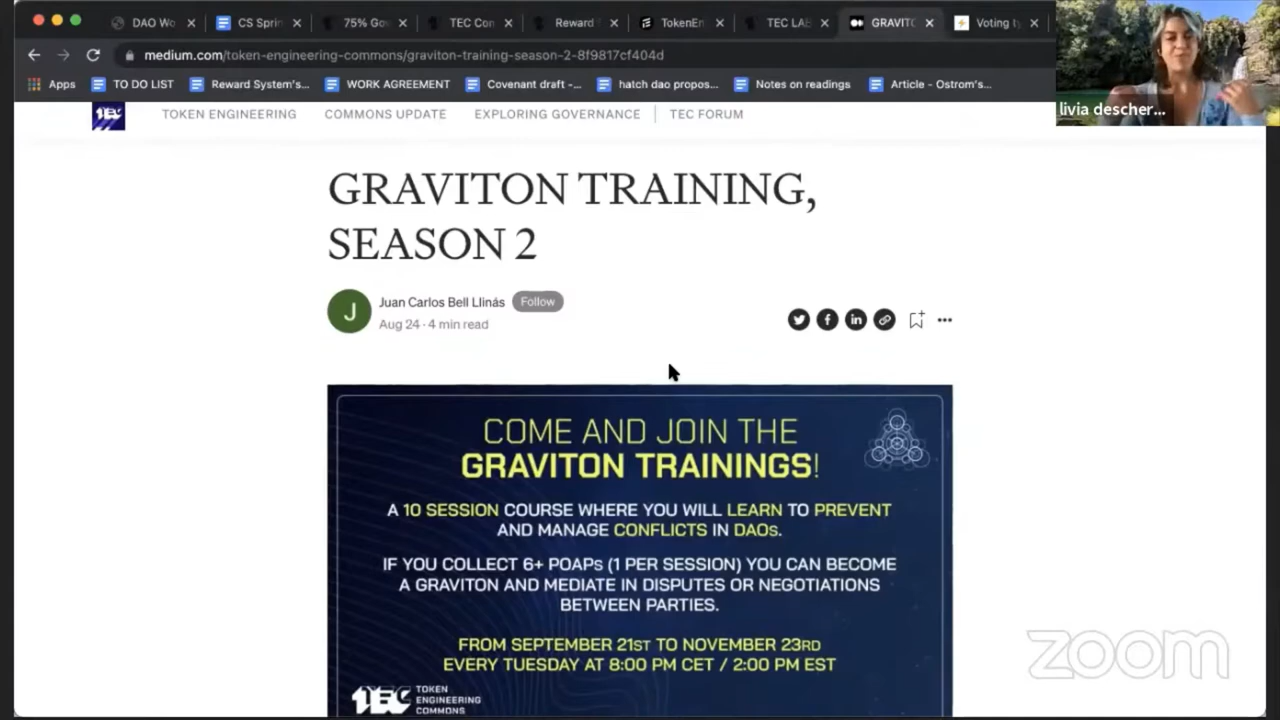 DAO Wo
CS Sprin
75% Gov
TEC Con
Reward
TokenEn
TEC LAB
GRAVITO
Voting ty
medium.com/token-engineering-commons/graviton-training-season-2-8f9817cf404d
Apps
TO DO LIST
Reward System's...
WORK AGREEMENT
Covenant draft -...
hatch dao propos...
Notes on readings
Article - Ostrom's...
livia descher...
TEC
TOKEN ENGINEERING
COMMONS UPDATE
EXPLORING GOVERNANCE
TEC FORUM
GRAVITON TRAINING,
SEASON 2
J
Juan Carlos Bell Llinás
Follow
Aug 24 · 4 min read
COME AND JOIN THE
GRAVITON TRAININGS!
A 10 SESSION COURSE WHERE YOU WILL LEARN TO PREVENT
AND MANAGE CONFLICTS IN DAOs.
IF YOU COLLECT 6+ POAPs (1 PER SESSION) YOU CAN BECOME
A GRAVITON AND MEDIATE IN DISPUTES OR NEGOTIATIONS
BETWEEN PARTIES.
FROM SEPTEMBER 21ST TO NOVEMBER 23RD
EVERY TUESDAY AT 8:00 PM CET / 2:00 PM EST
TEC
TOKEN
ENGINEERING
COMMONS
zoom